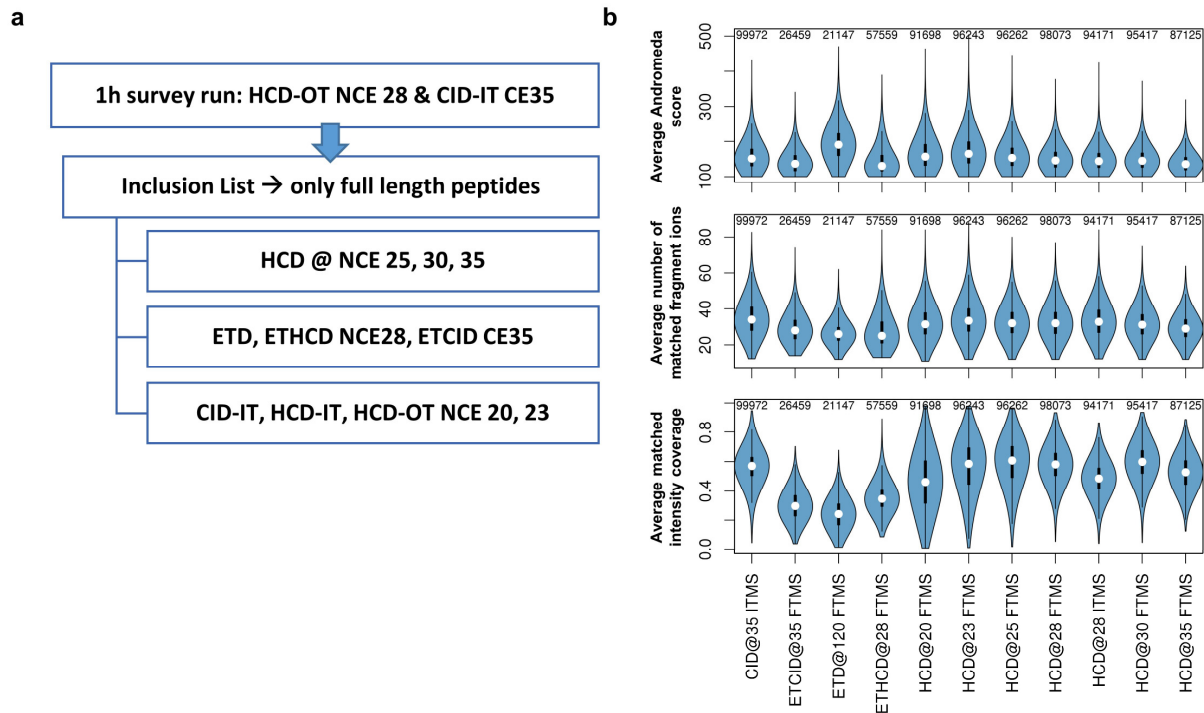 a
1h survey run: HCD-OT NCE 28 & CID-IT CE35
Inclusion List → only full length peptides
HCD @ NCE 25, 30, 35
ETD, ETHCD NCE28, ETCID CE35
CID-IT, HCD-IT, HCD-OT NCE 20, 23
b
Average Andromeda
score
500
300
100
99972 26459 21147 57559 91698 96243 96262 98073 94171 95417 87125
Average number of
matched fragment ions
80
60
40
20
99972 26459 21147 57559 91698 96243 96262 98073 94171 95417 87125
Average matched
intensity coverage
0.8
0.4
0.0
99972 26459 21147 57559 91698 96243 96262 98073 94171 95417 87125
CID@35 ITMS
ETCID@35 FTMS
ETD@120 FTMS
ETHCD@28 FTMS
HCD@20 FTMS
HCD@23 FTMS
HCD@25 FTMS
HCD@28 FTMS
HCD@28 ITMS
HCD@30 FTMS
HCD@35 FTMS